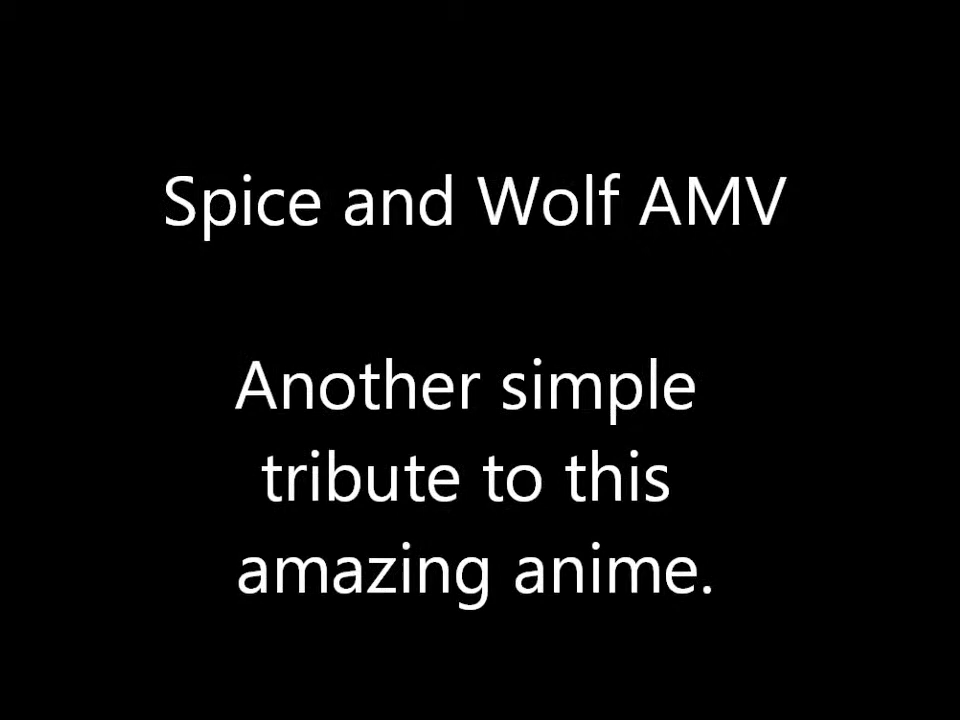 Spice and Wolf AMV
Another simple
tribute to this
amazing anime.